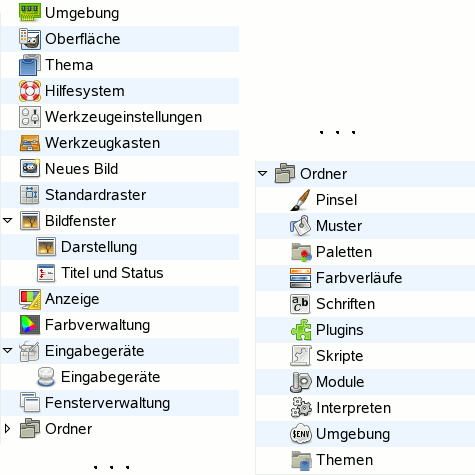 Umgebung
Oberfläche
Thema
Hilfesystem
Werkzeugeinstellungen
Werkzeugkasten
Neues Bild
Standardraster
Bildfenster
Darstellung
Titel und Status
Anzeige
Farbverwaltung
Eingabegeräte
Eingabegeräte
Fensterverwaltung
Ordner
. . .
. . .
Ordner
Pinsel
Muster
Paletten
Farbverläufe
Schriften
Plugins
Skripte
Module
Interpreten
$ENV Umgebung
Themen